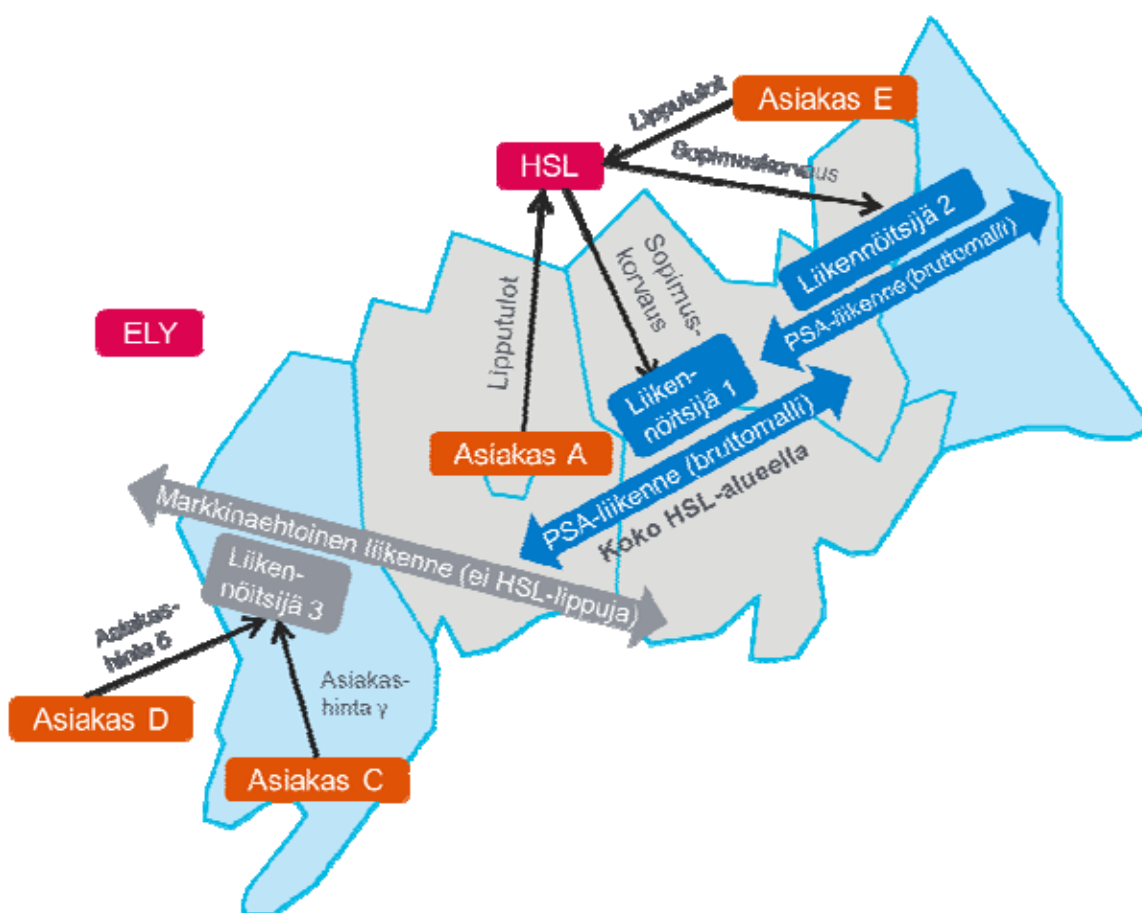 Asiakas E
Lipputulot
HSL
Sopimuskorvaus
Liikennöitsijä 2
PSA-liikenne (bruttomalli)
Sopimus-
korvaus
Lipputulot
ELY
Liiken-
nöitsijä 1
Asiakas A
PSA-liikenne (bruttomalli)
Koko HSL-alueella
Markkinaehtoinen liikenne (ei HSL-lippuja)
Liiken-
nöitsijä 3
Asiakas-
hinta δ
Asiakas D
Asiakas-
hinta γ
Asiakas C